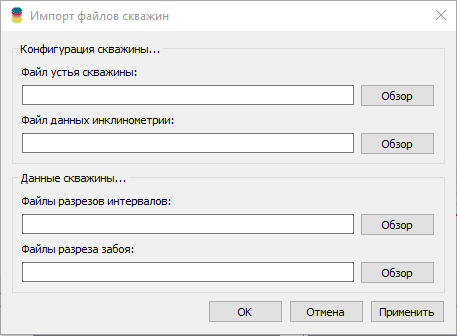 Импорт файлов скважин
Конфигурация скважины...
Файл устья скважины:
Обзор
Файл данных инклинометрии:
Обзор
Данные скважины...
Файлы разрезов интервалов:
Обзор
Файлы разреза забоя:
Обзор
ОК Отмена Применить